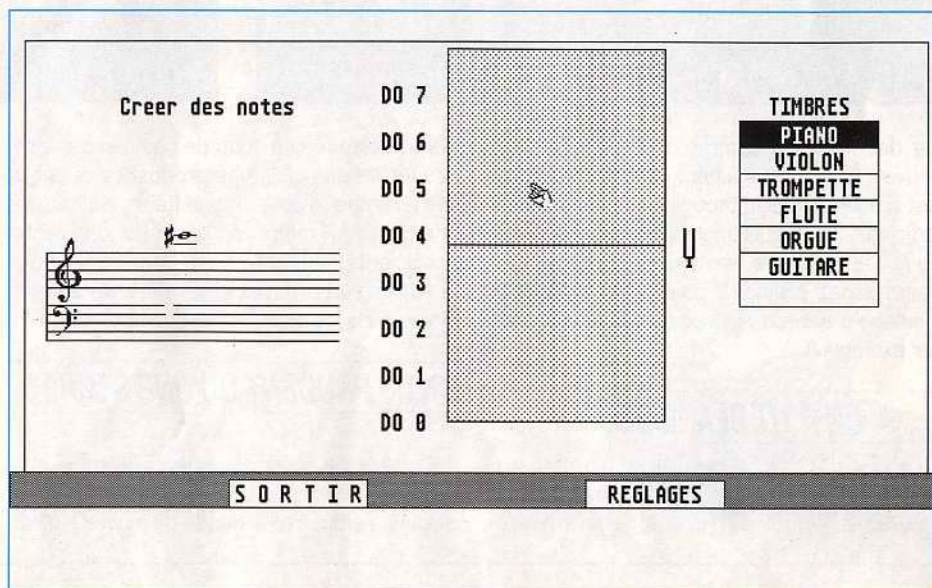 Creer des notes
DO 7
DO 6
DO 5
DO 4
DO 3
DO 2
DO 1
DO 0
TIMBRES
PIANO
VIOLON
TROMPETTE
FLUTE
ORGUE
GUITARE
SORTIR
REGLAGES